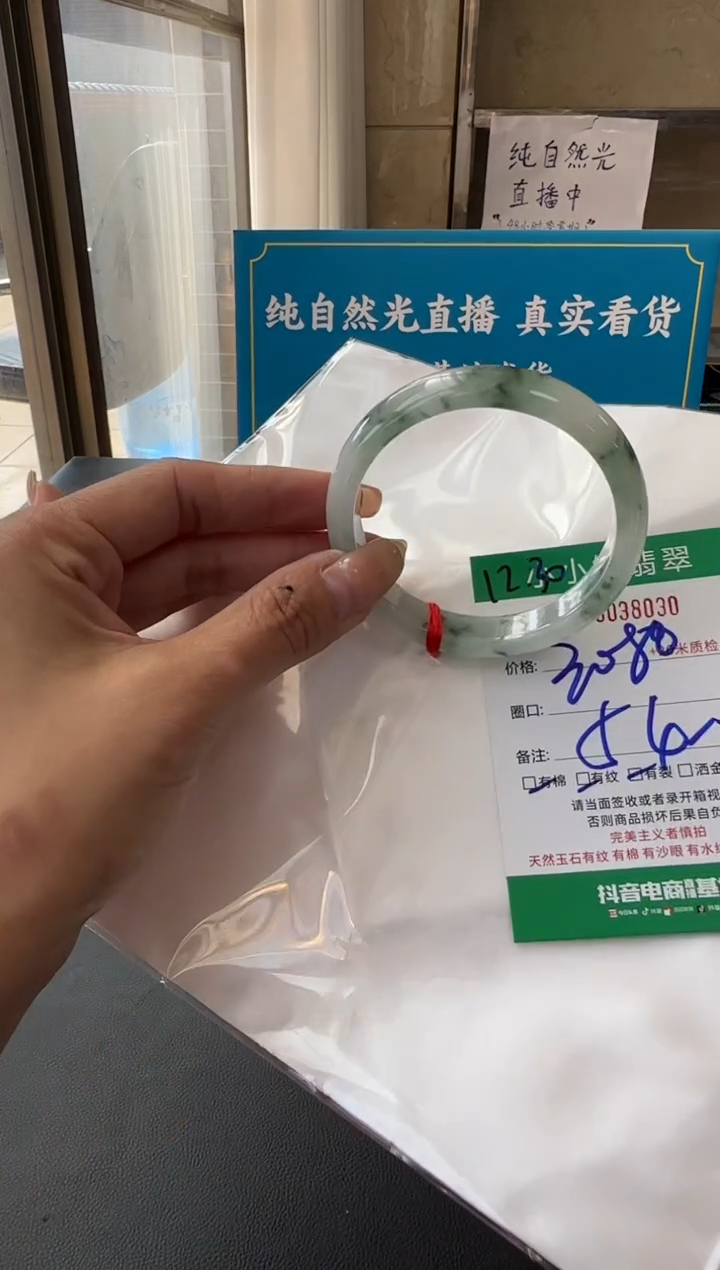 纯自然光
直播中
纯自然光直播 真实看货
1230
翡翠
038030
米质检
价格: 3080
圈口: 56
备注:
□有棉 □有纹 □有裂 □洒金
请当面签收或者录开箱视
否则商品损坏后果自负
完美主义者慎拍
天然玉石有纹 有棉 有沙眼 有水
抖音电商 基